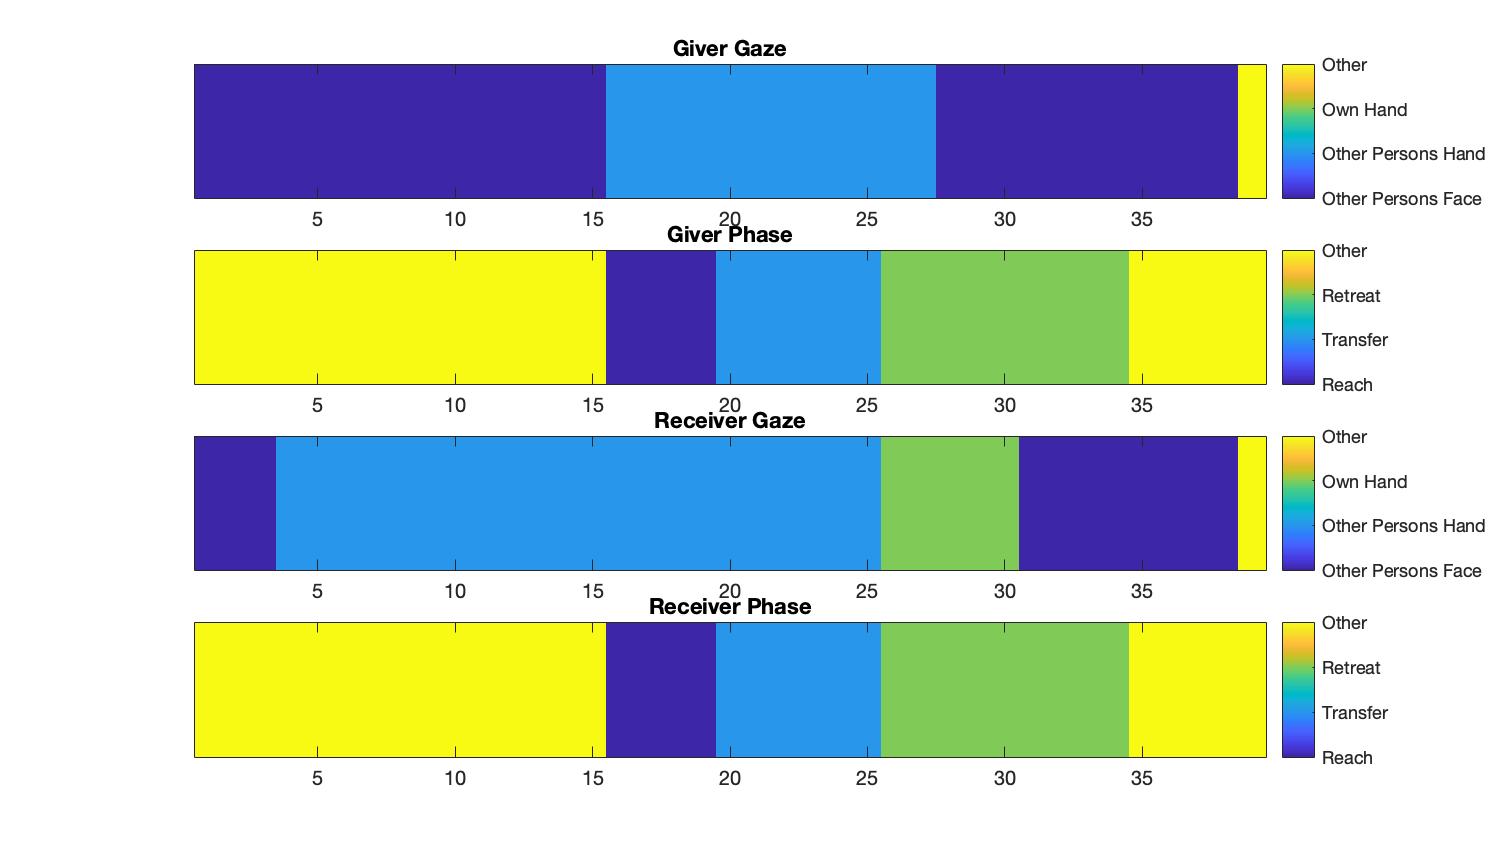 Giver Gaze
Other
Own Hand
Other Persons Hand
Other Persons Face
5 10 15 20 25 30 35
Giver Phase
Other
Retreat
Transfer
Reach
5 10 15 20 25 30 35
Receiver Gaze
Other
Own Hand
Other Persons Hand
Other Persons Face
5 10 15 20 25 30 35
Receiver Phase
Other
Retreat
Transfer
Reach
5 10 15 20 25 30 35